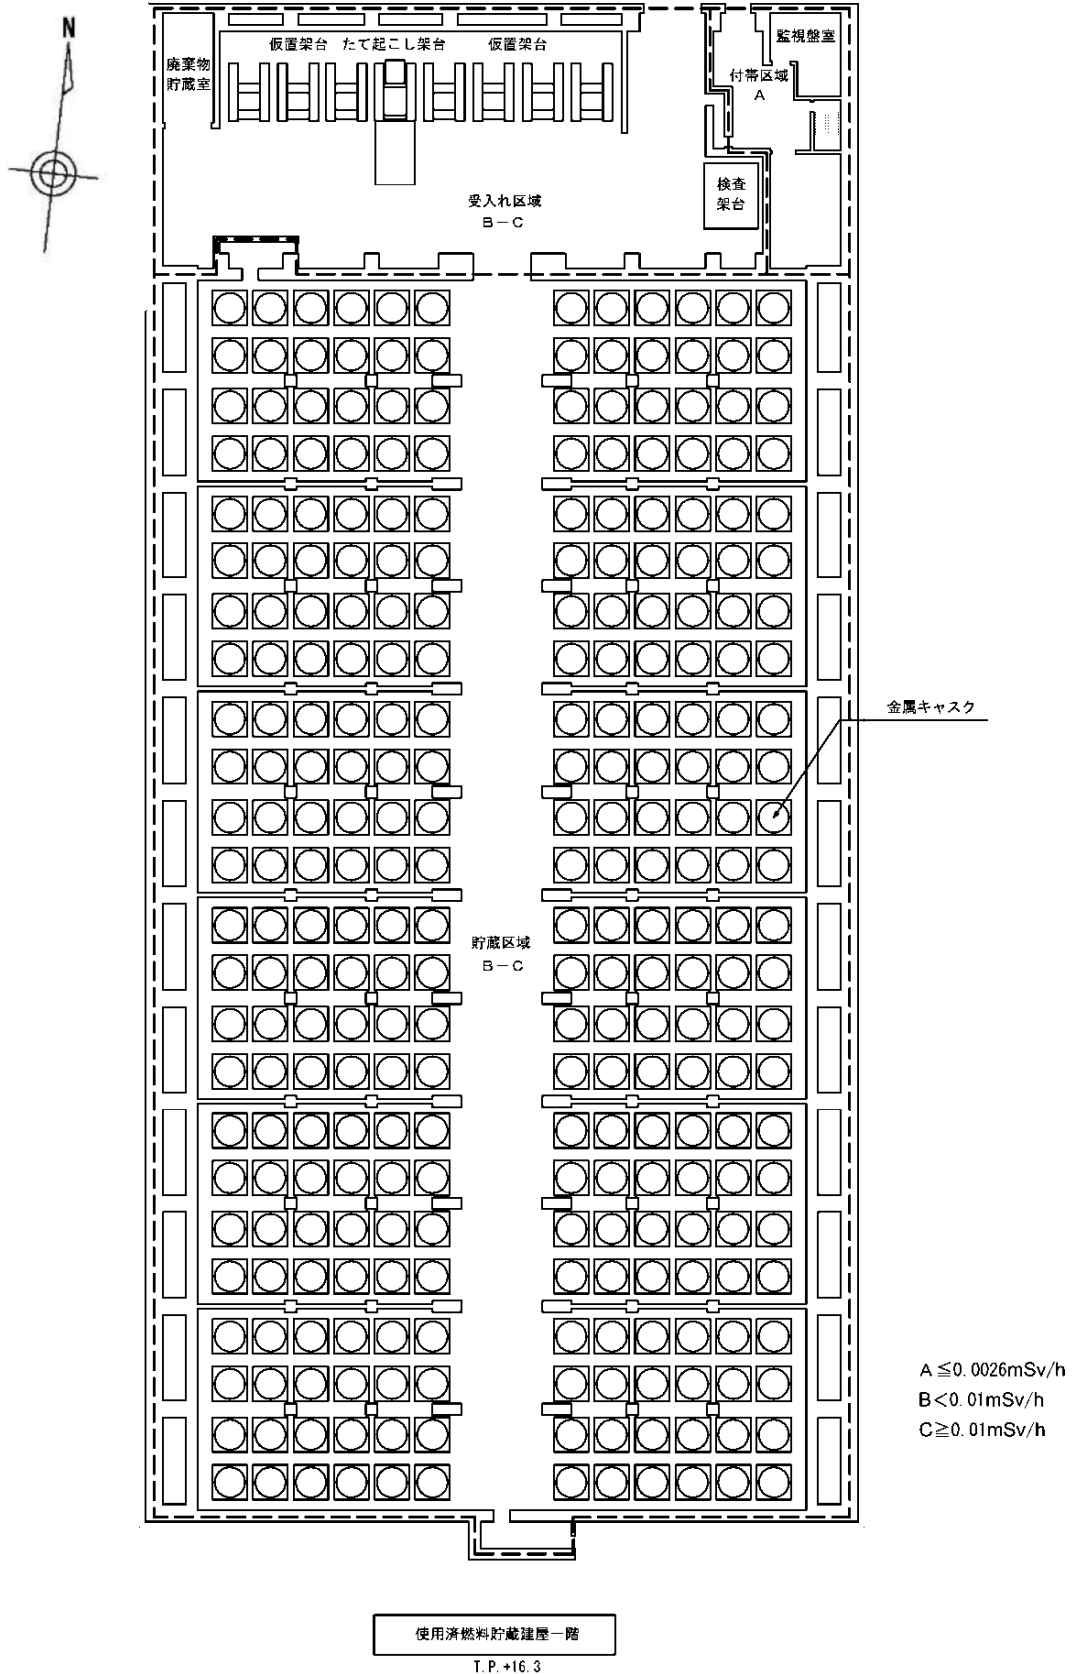 N
仮置架台 たて起こし架台 仮置架台
監視盤室
廃棄物
貯蔵室
付帯区域
A
検査
架台
受入れ区域
B－C
金属キャスク
貯蔵区域
B－C
A≦0.0026mSv/h
B＜0.01mSv/h
C≧0.01mSv/h
使用済燃料貯蔵建屋一階
T.P.+16.3